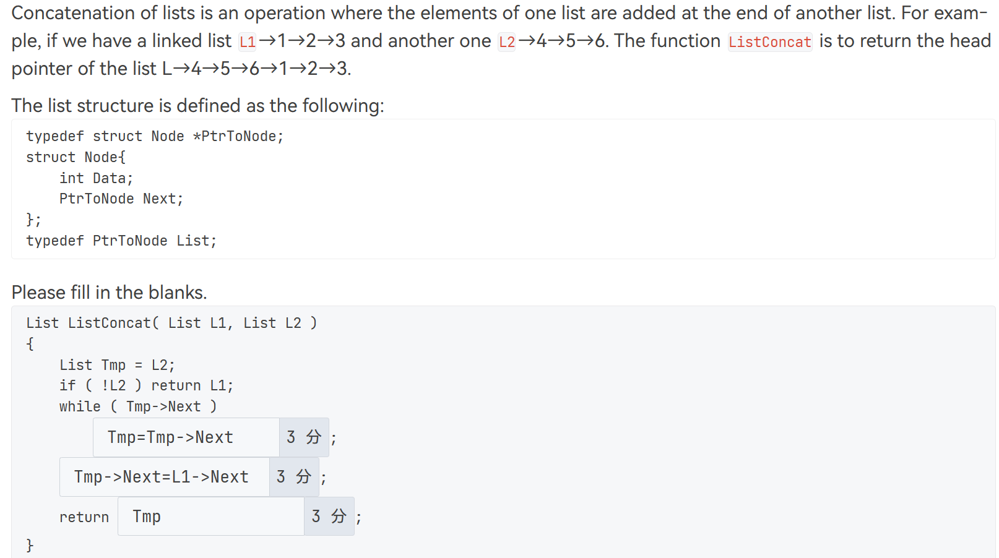 Concatenation of lists is an operation where the elements of one list are added at the end of another list. For exam-
ple, if we have a linked list L1→1→2→3 and another one L2→4→5→6. The function ListConcat is to return the head
pointer of the list L→4→5→6→1→2→3.
The list structure is defined as the following:
typedef struct Node *PtrToNode;
struct Node{
    int Data;
    PtrToNode Next;
};
typedef PtrToNode List;
Please fill in the blanks.
List ListConcat( List L1, List L2 )
{
    List Tmp = L2;
    if ( !L2 ) return L1;
    while ( Tmp->Next )
        Tmp=Tmp->Next 3 分;
    Tmp->Next=L1->Next 3 分;
    return Tmp 3 分;
}